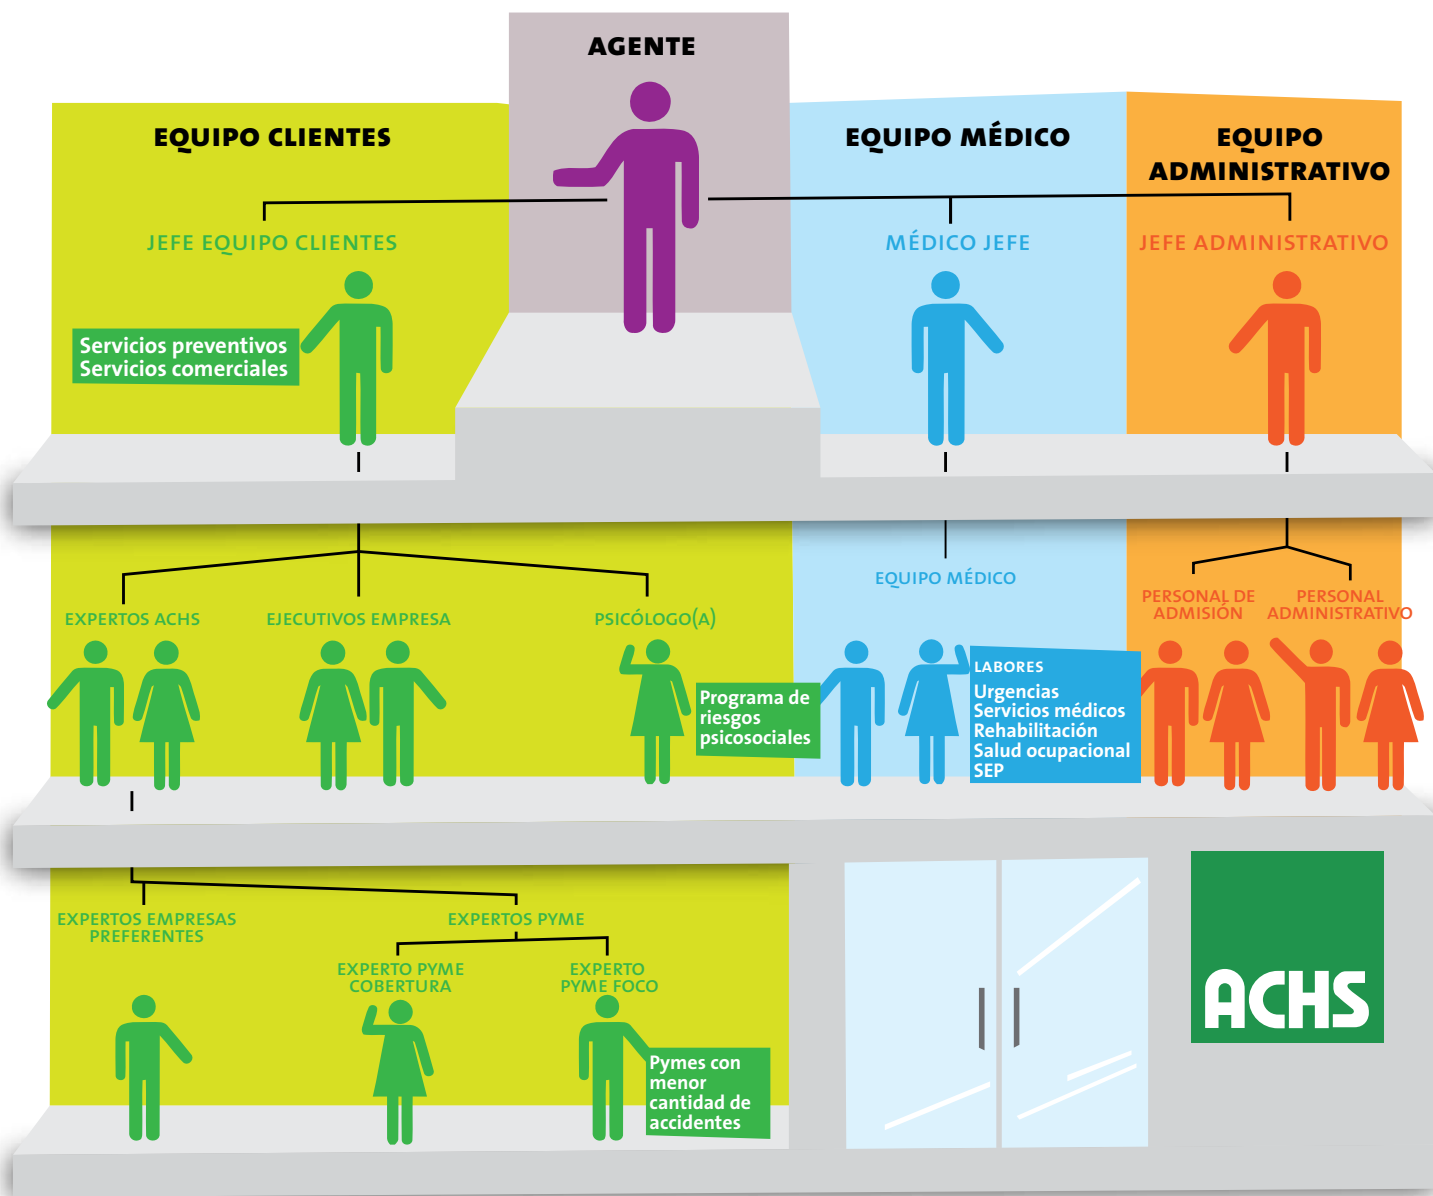 AGENTE
EQUIPO CLIENTES
EQUIPO MÉDICO
EQUIPO
ADMINISTRATIVO
JEFE EQUIPO CLIENTES
MÉDICO JEFE
JEFE ADMINISTRATIVO
Servicios preventivos
Servicios comerciales
EXPERTOS ACHS
EJECUTIVOS EMPRESA
PSICÓLOGO(A)
EQUIPO MÉDICO
PERSONAL DE
ADMISIÓN
PERSONAL
ADMINISTRATIVO
Programa de
riesgos
psicosociales
LABORES
Urgencias
Servicios médicos
Rehabilitación
Salud ocupacional
SEP
EXPERTOS EMPRESAS
PREFERENTES
EXPERTOS PYME
EXPERTO PYME
COBERTURA
EXPERTO
PYME FOCO
Pymes con
menor
cantidad de
accidentes
ACHS